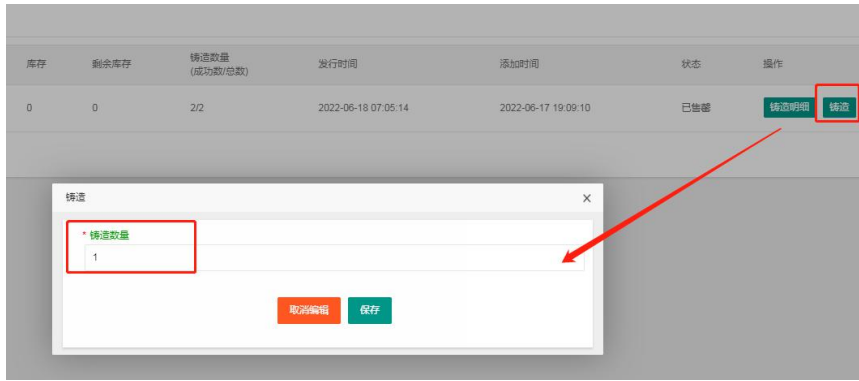 库存 剩余库存 铸造数量 发行时间 添加时间 状态 操作
(成功数/总数)
0 0 2/2 2022-06-18 07:05:14 2022-06-17 19:09:10 已售罄 铸造明细 铸造
铸造 X
* 铸造数量
1
取消编辑 保存